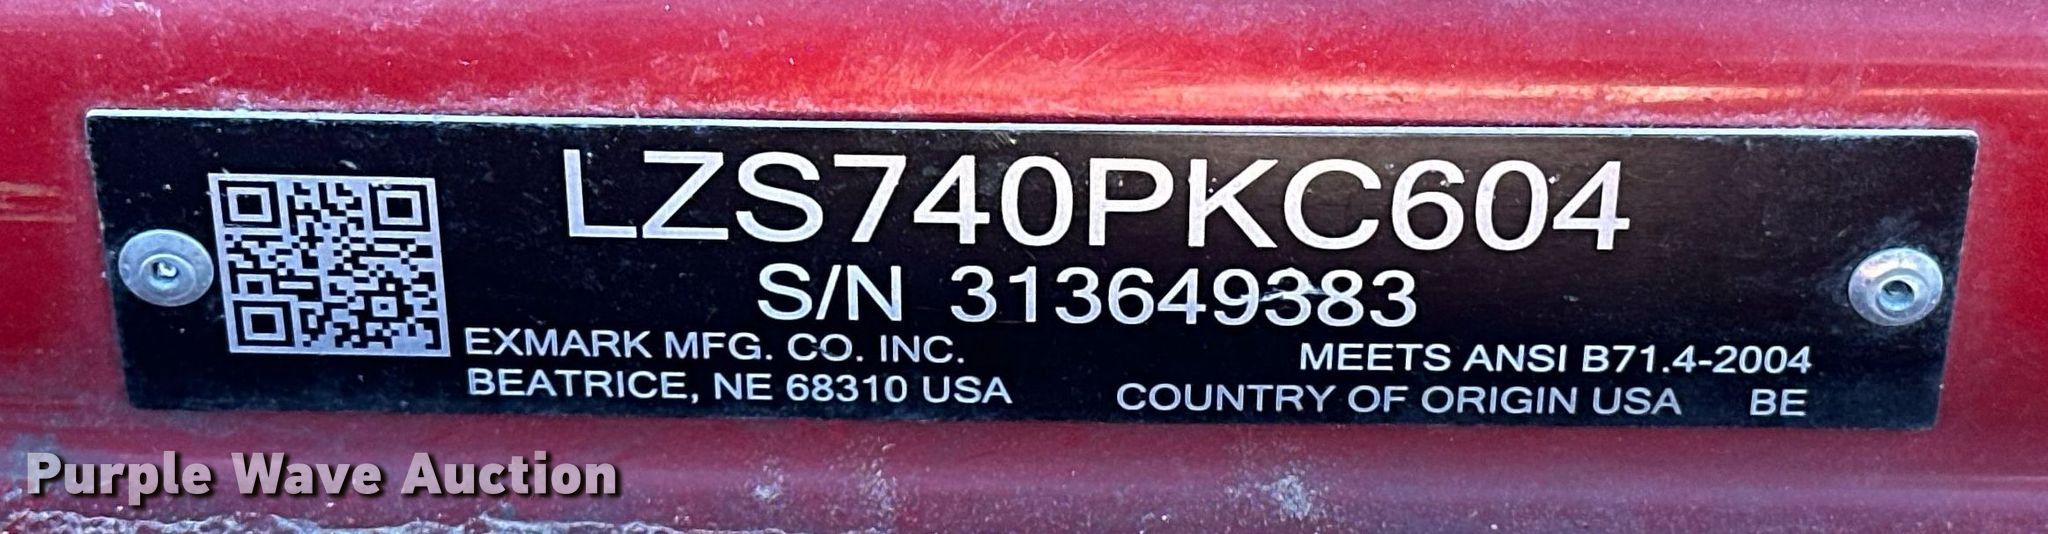 LZS740PKC604
S/N 313649383
EXMARK MFG. CO. INC.
BEATRICE, NE 68310 USA
MEETS ANSI B71.4-2004
COUNTRY OF ORIGIN USA BE
Purple Wave Auction